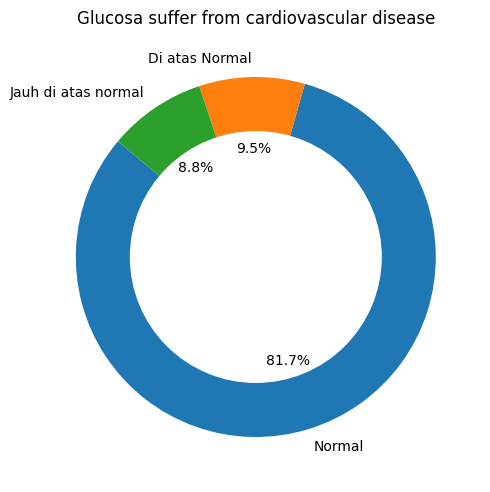 Glucosa suffer from cardiovascular disease
Di atas Normal
Jauh di atas normal
9.5%
8.8%
81.7%
Normal